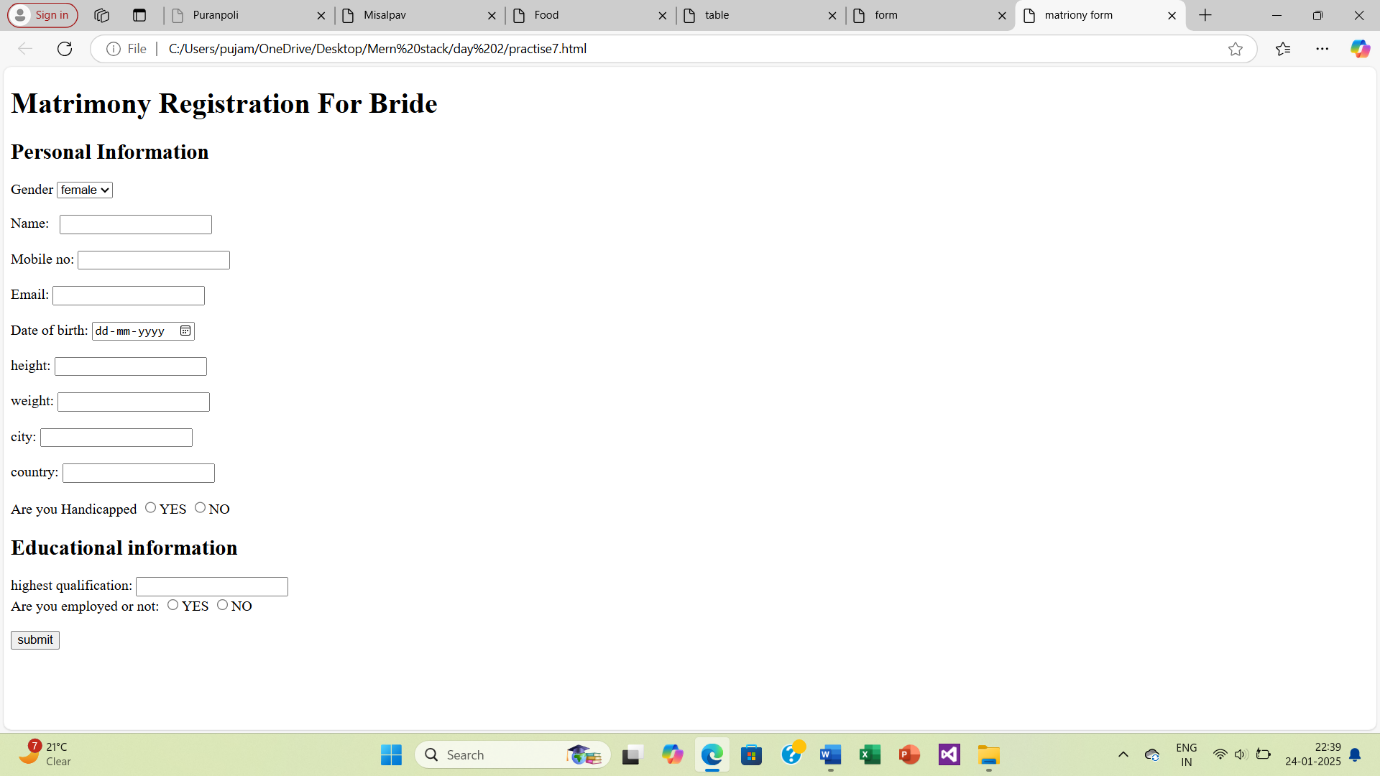 Sign in
Puranpoli
Misalpav
Food
table
form
matriony form
File
C:/Users/pujam/OneDrive/Desktop/Mern%20stack/day%202/practise7.html
Matrimony Registration For Bride
Personal Information
Gender female
Name:
Mobile no:
Email:
Date of birth: dd-mm-yyyy
height:
weight:
city:
country:
Are you Handicapped YES NO
Educational information
highest qualification:
Are you employed or not: YES NO
submit
7
21°C
Clear
Search
ENG
IN
22:39
24-01-2025